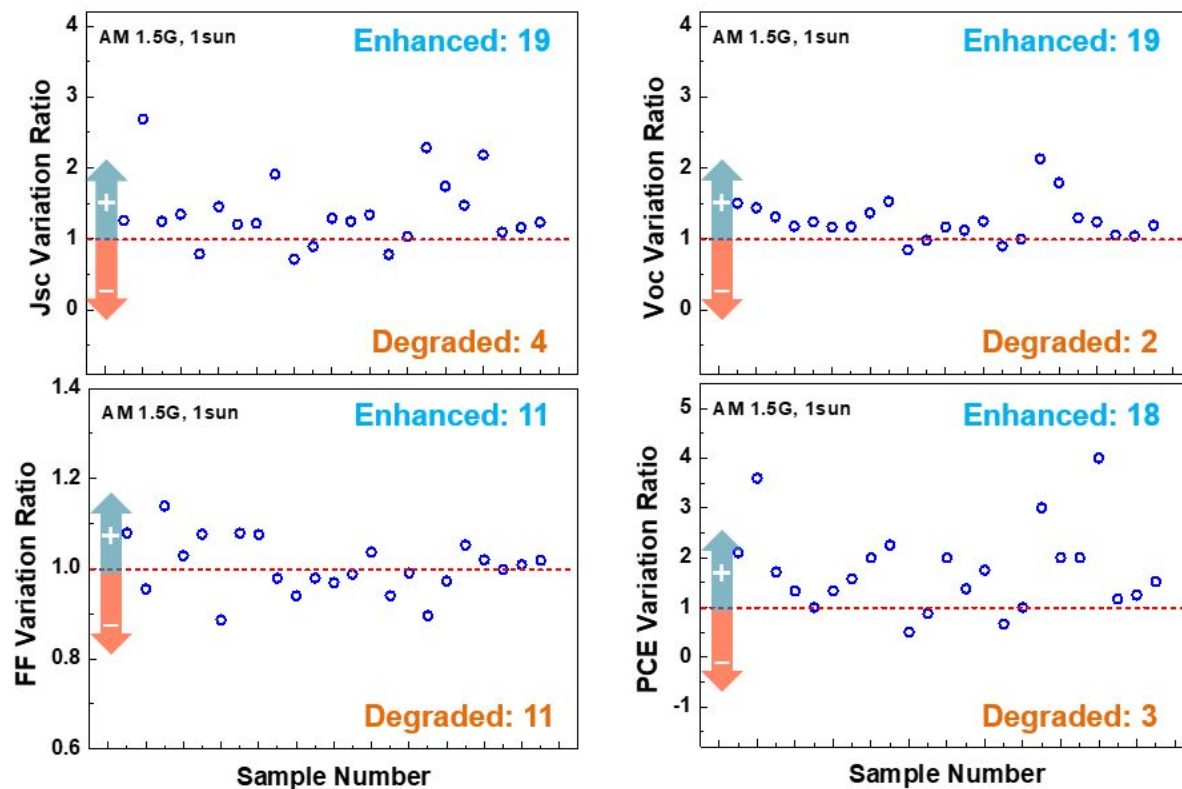 4
3
2
1
0
Jsc Variation Ratio
AM 1.5G, 1sun
Enhanced: 19
+
–
Degraded: 4
4
3
2
1
0
Voc Variation Ratio
AM 1.5G, 1sun
Enhanced: 19
+
–
Degraded: 2
1.4
1.2
1.0
0.8
0.6
FF Variation Ratio
AM 1.5G, 1sun
Enhanced: 11
+
–
Degraded: 11
Sample Number
5
4
3
2
1
0
-1
PCE Variation Ratio
AM 1.5G, 1sun
Enhanced: 18
+
–
Degraded: 3
Sample Number